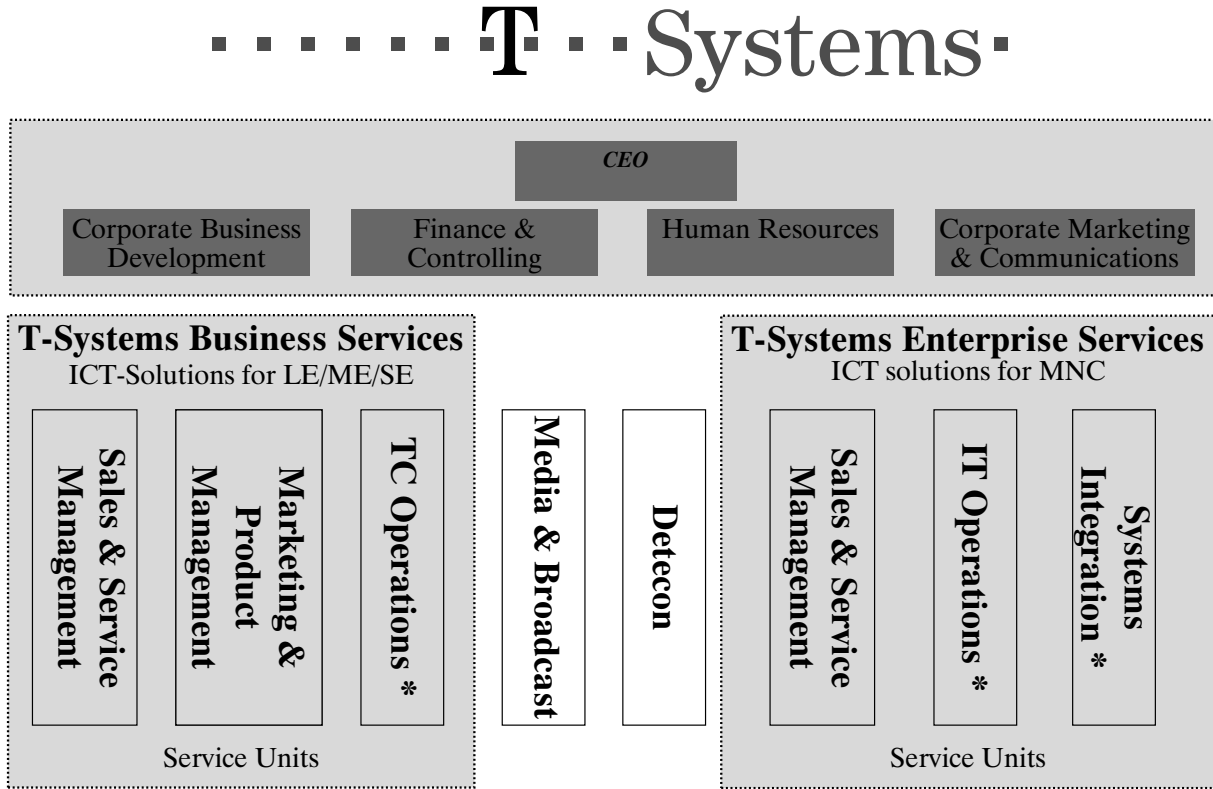 T Systems
CEO
Corporate Business
Development
Finance &
Controlling
Human Resources
Corporate Marketing
& Communications
T-Systems Business Services
ICT-Solutions for LE/ME/SE
Sales & Service
Management
Marketing &
Product
Management
TC Operations *
Service Units
Media & Broadcast
Detecon
T-Systems Enterprise Services
ICT solutions for MNC
Sales & Service
Management
IT Operations *
Systems
Integration *
Service Units